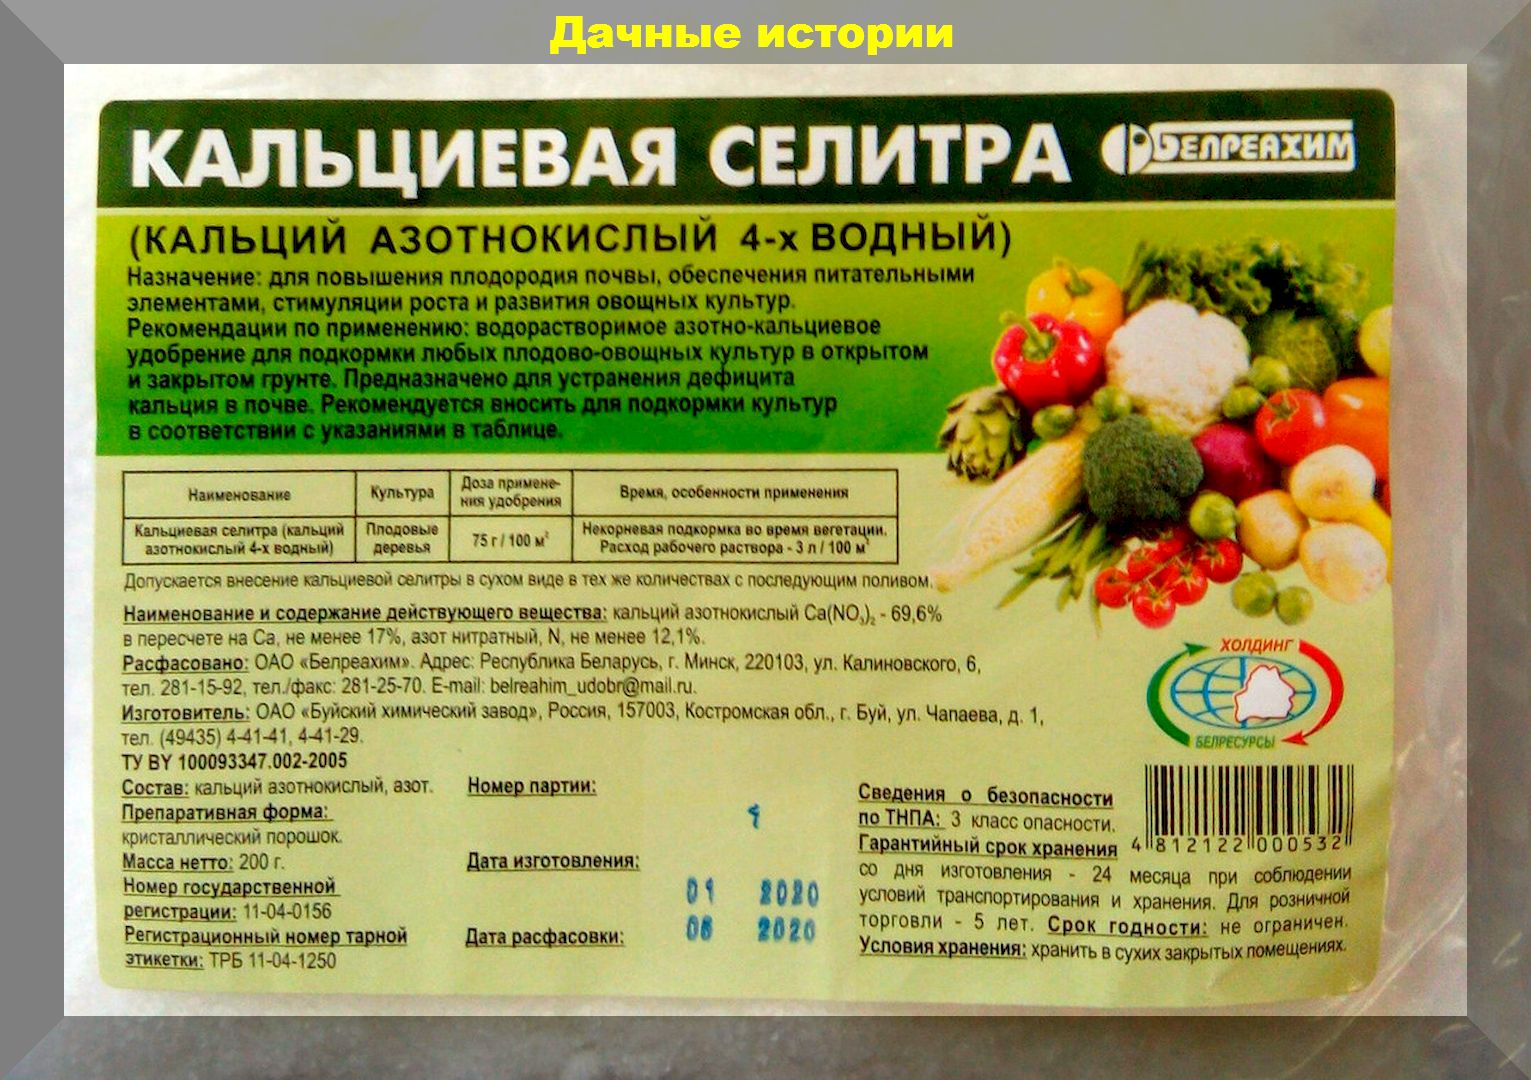 Дачные истории
КАЛЬЦИЕВАЯ СЕЛИТРА БЕЛРЕАХИМ
(КАЛЬЦИЙ АЗОТНОКИСЛЫЙ 4-х ВОДНЫЙ)
Назначение: для повышения плодородия почвы, обеспечения питательными
элементами, стимуляции роста и развития овощных культур.
Рекомендации по применению: водорастворимое азотно-кальциевое
удобрение для подкормки любых плодово-овощных культур в открытом
и закрытом грунте. Предназначено для устранения дефицита
кальция в почве. Рекомендуется вносить для подкормки культур
в соответствии с указаниями в таблице.
Наименование Культура Доза примене-
ния удобрения Время, особенности применения
Кальциевая селитра (кальций
азотнокислый 4-х водный) Плодовые
деревья 75 г / 100 м² Некорневая подкормка во время вегетации.
Расход рабочего раствора - 3 л / 100 м²
Допускается внесение кальциевой селитры в сухом виде в тех же количествах с последующим поливом.
Наименование и содержание действующего вещества: кальций азотнокислый Ca(NO₃)₂ - 69,6%
в пересчете на Ca, не менее 17%, азот нитратный, N, не менее 12,1%.
Расфасовано: ОАО «Белреахим». Адрес: Республика Беларусь, г. Минск, 220103, ул. Калиновского, 6,
тел. 281-15-92, тел./факс: 281-25-70. E-mail: belreahim_udobr@mail.ru.
Изготовитель: ОАО «Буйский химический завод», Россия, 157003, Костромская обл., г. Буй, ул. Чапаева, д. 1,
тел. (49435) 4-41-41, 4-41-29.
ТУ BY 100093347.002-2005
Состав: кальций азотнокислый, азот.
Препаративная форма:
кристаллический порошок.
Масса нетто: 200 г.
Номер государственной
регистрации: 11-04-0156
Регистрационный номер тарной
этикетки: ТРБ 11-04-1250
Номер партии:
1
Дата изготовления:
01 2020
Дата расфасовки:
06 2020
ХОЛДИНГ
БЕЛРЕСУРСЫ
4 812122 000532
Сведения о безопасности
по ТНПА: 3 класс опасности.
Гарантийный срок хранения
со дня изготовления - 24 месяца при соблюдении
условий транспортирования и хранения. Для розничной
торговли - 5 лет. Срок годности: не ограничен.
Условия хранения: хранить в сухих закрытых помещениях.